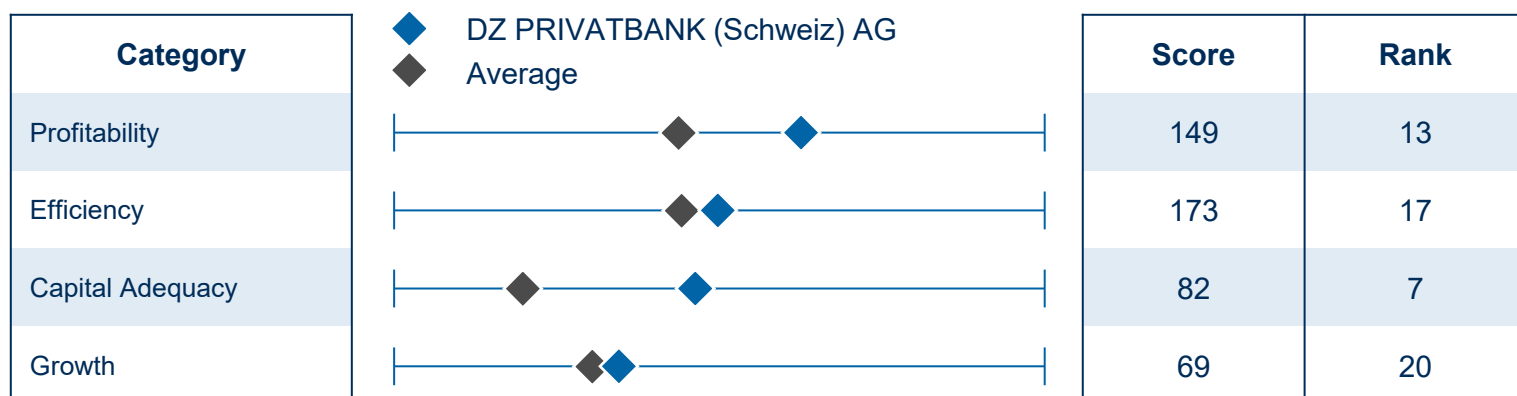 DZ PRIVATBANK (Schweiz) AG
Average
Category Score Rank
Profitability 149 13
Efficiency 173 17
Capital Adequacy 82 7
Growth 69 20